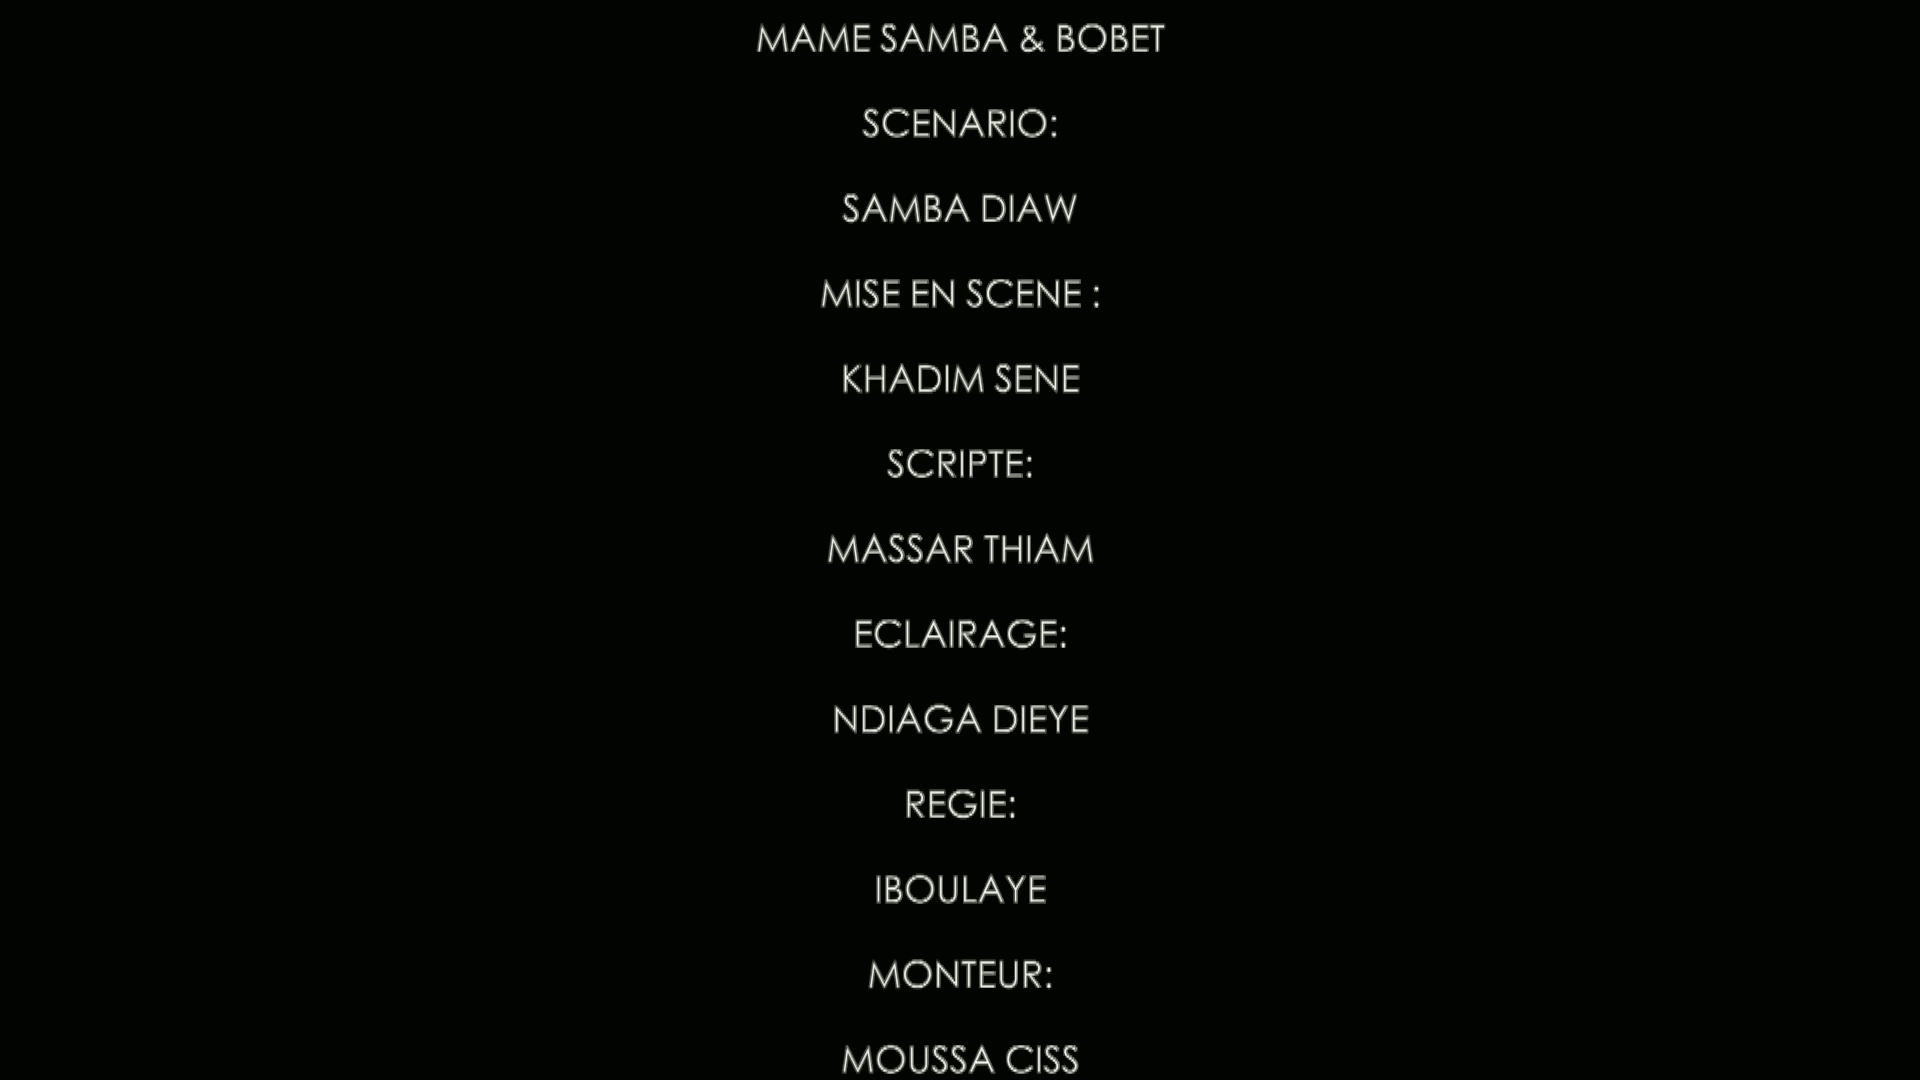 MAME SAMBA & BOBET
SCENARIO:
SAMBA DIAW
MISE EN SCENE :
KHADIM SENE
SCRIPTE:
MASSAR THIAM
ECLAIRAGE:
NDIAGA DIEYE
REGIE:
IBOULAYE
MONTEUR:
MOUSSA CISS